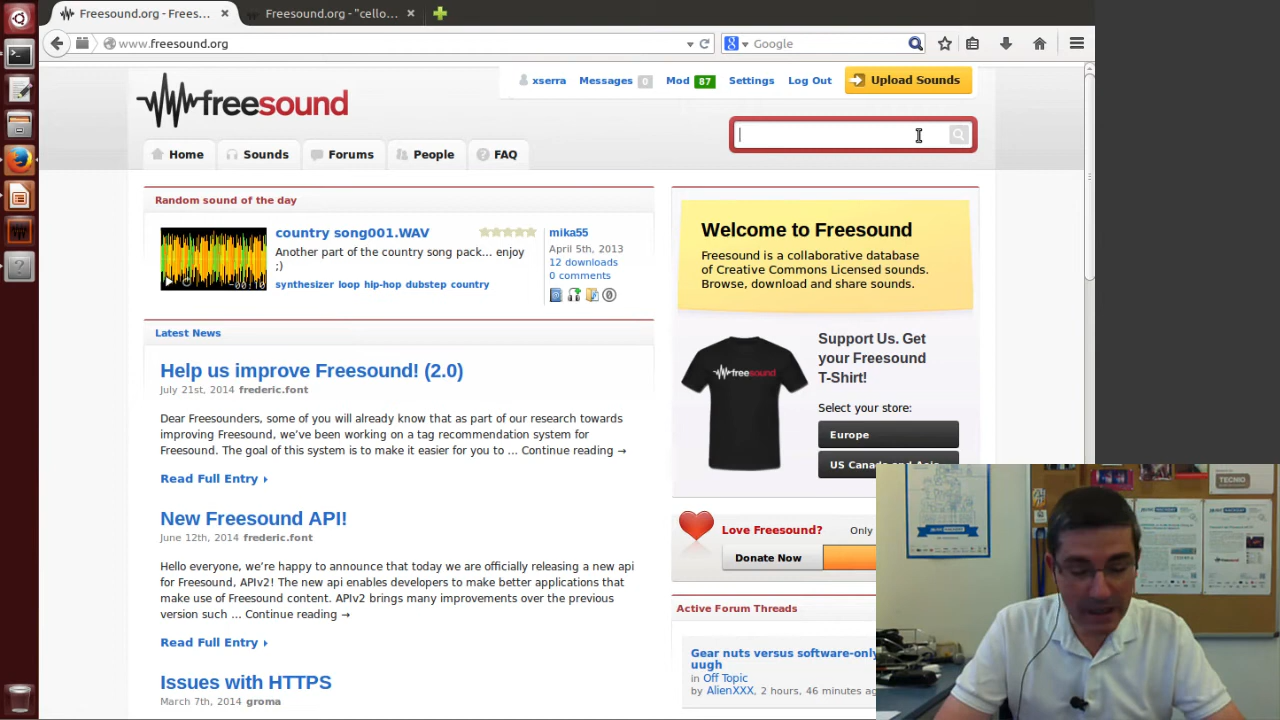 Freesound.org - Frees...
Freesound.org - "cello...
www.freesound.org
Google
xserra
Messages 0
Mod 87
Settings
Log Out
Upload Sounds
freesound
Home
Sounds
Forums
People
FAQ
Random sound of the day
country song001.WAV
Another part of the country song pack... enjoy
;)
synthesizer loop hip-hop dubstep country
00:10
mika55
April 5th, 2013
12 downloads
0 comments
Latest News
Help us improve Freesound! (2.0)
July 21st, 2014 frederic.font
Dear Freesounders, some of you will already know that as part of our research towards
improving Freesound, we've been working on a tag recommendation system for
Freesound. The goal of this system is to make it easier for you to ... Continue reading →
Read Full Entry
New Freesound API!
June 12th, 2014 frederic.font
Hello everyone, we're happy to announce that today we are officially releasing a new api
for Freesound, APIv2! The new api enables developers to make better applications that
make use of Freesound content. APIv2 brings many improvements over the previous
version such ... Continue reading →
Read Full Entry
Issues with HTTPS
March 7th, 2014 groma
Welcome to Freesound
Freesound is a collaborative database
of Creative Commons Licensed sounds.
Browse, download and share sounds.
freesound
Support Us. Get
your Freesound
T-Shirt!
Select your store:
Europe
US Canada and Asia
Love Freesound? Only
Donate Now
Active Forum Threads
Gear nuts versus software-only
uugh
in Off Topic
by AlienXXX, 2 hours, 46 minutes ag
TECNIO